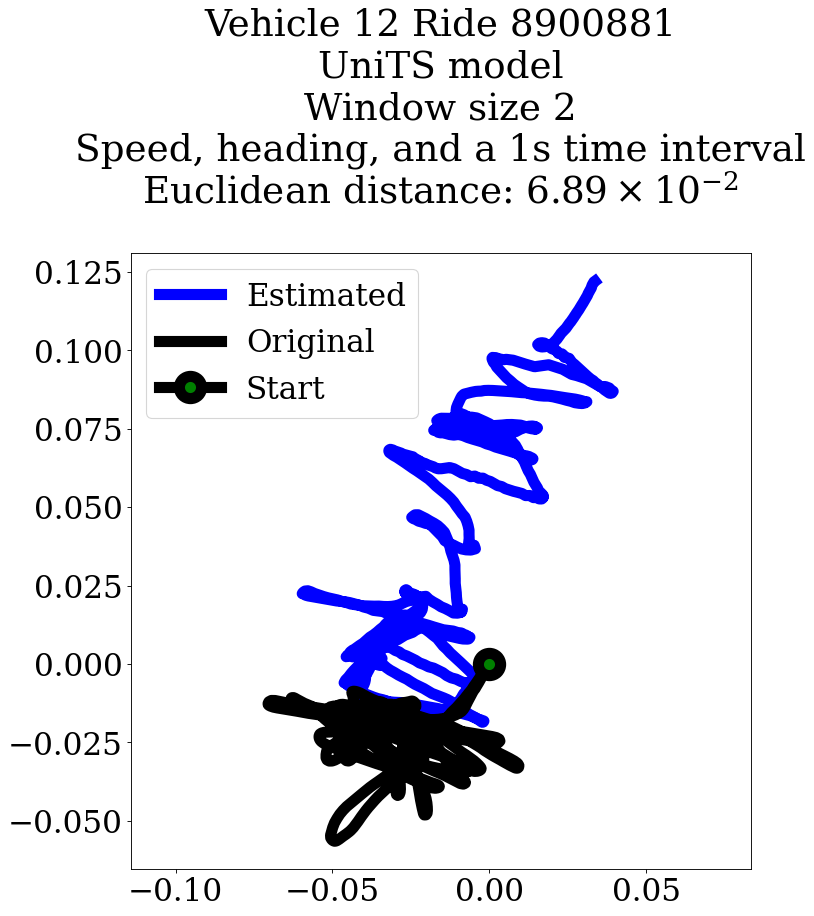 Vehicle 12 Ride 8900881
UniTS model
Window size 2
Speed, heading, and a 1s time interval
Euclidean distance: 6.89 × 10⁻²
Estimated
Original
Start
0.125
0.100
0.075
0.050
0.025
0.000
−0.025
−0.050
−0.10
−0.05
0.00
0.05